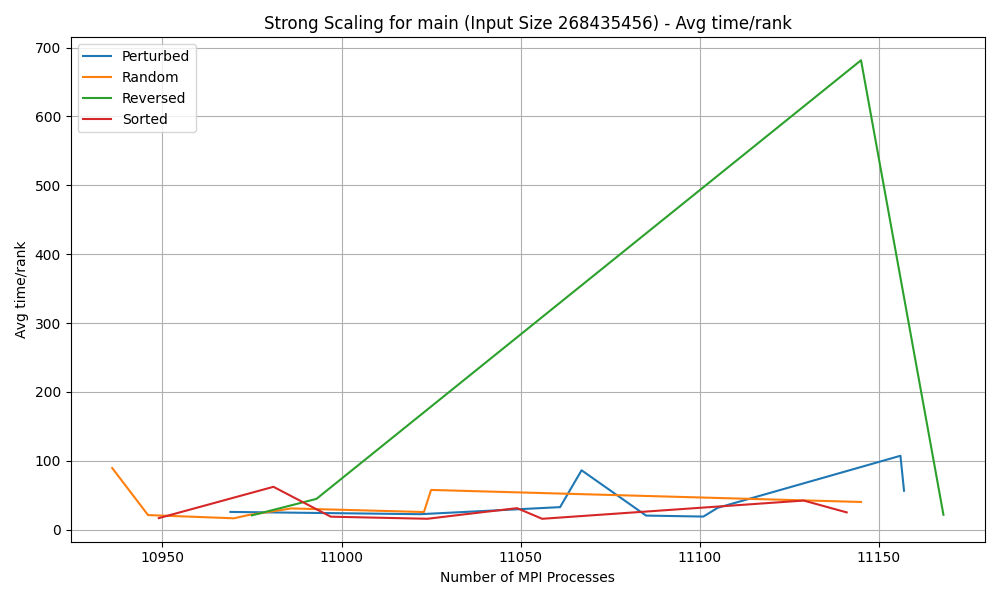 Strong Scaling for main (Input Size 268435456) - Avg time/rank
Perturbed
Random
Reversed
Sorted
700
600
500
400
300
200
100
0
Avg time/rank
10950 11000 11050 11100 11150
Number of MPI Processes